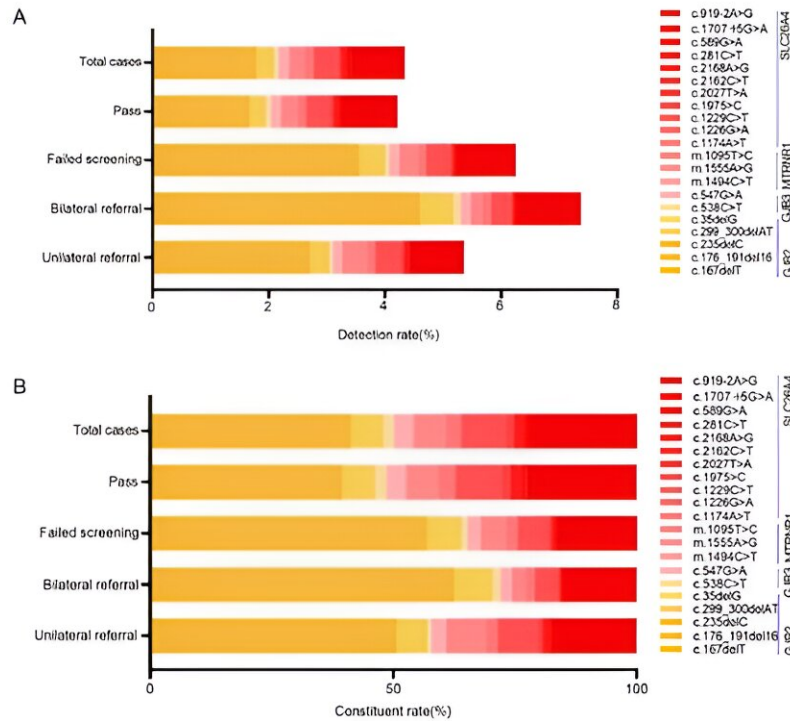 A
Total cases
Pass
Failed screening
Bilateral referral
Unilateral referral
0
2
4
6
8
Detection rate(%)
c.919-2A>G
c.1707+5G>A
c.589G>A
c.281C>T
c.2168A>G
c.2162C>T
c.2027T>A
c.1975>C
c.1229C>T
c.1226G>A
c.1174A>T
m.1095T>C
m.1555A>G
m.1494C>T
c.547G>A
c.538C>T
c.35delG
c.299_300delAT
c.235delC
c.176_191del16
c.167delT
SLC26A4
MTRNR1
GJB3
GJB2
B
Total cases
Pass
Failed screening
Bilateral referral
Unilateral referral
0
50
100
Constituent rate(%)
c.919-2A>G
c.1707+5G>A
c.589G>A
c.281C>T
c.2168A>G
c.2162C>T
c.2027T>A
c.1975>C
c.1229C>T
c.1226G>A
c.1174A>T
m.1095T>C
m.1555A>G
m.1494C>T
c.547G>A
c.538C>T
c.35delG
c.299_300delAT
c.235delC
c.176_191del16
c.167delT
SLC26A4
MTRNR1
GJB3
GJB2